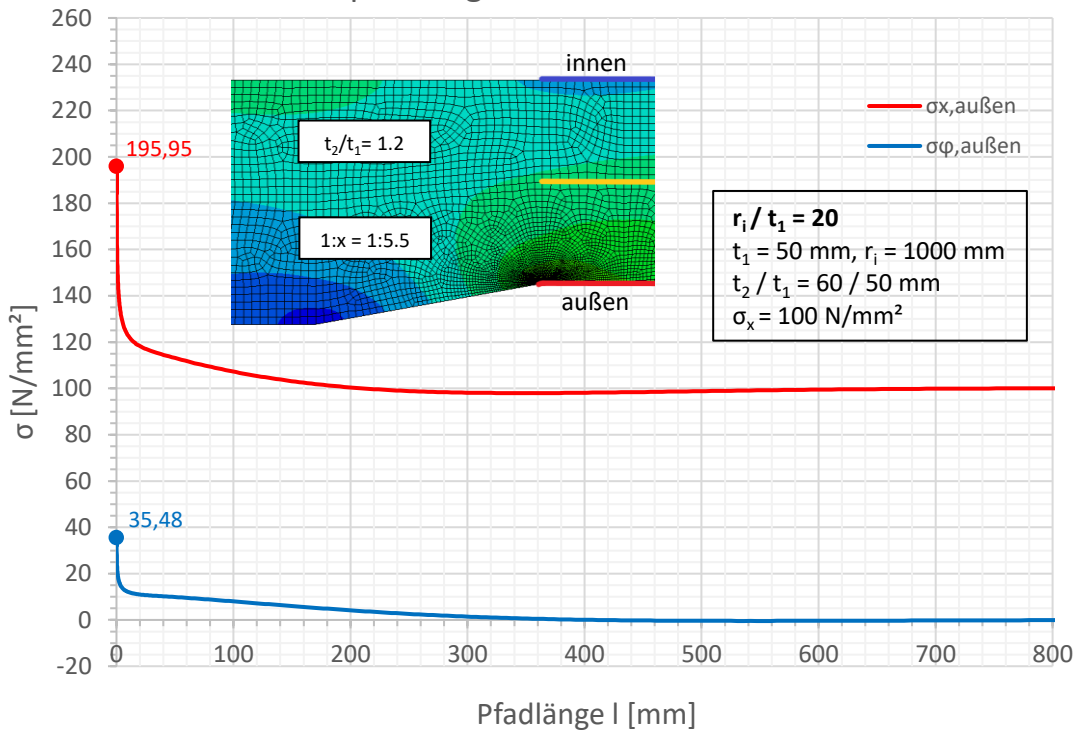 260
240
220
200
180
160
140
120
100
80
60
40
20
0
-20
σ [N/mm²]
195,95
35,48
innen
t₂/t₁= 1.2
1:x = 1:5.5
außen
σx,außen
σφ,außen
rᵢ / t₁ = 20
t₁ = 50 mm, rᵢ = 1000 mm
t₂ / t₁ = 60 / 50 mm
σₓ = 100 N/mm²
0 100 200 300 400 500 600 700 800
Pfadlänge l [mm]